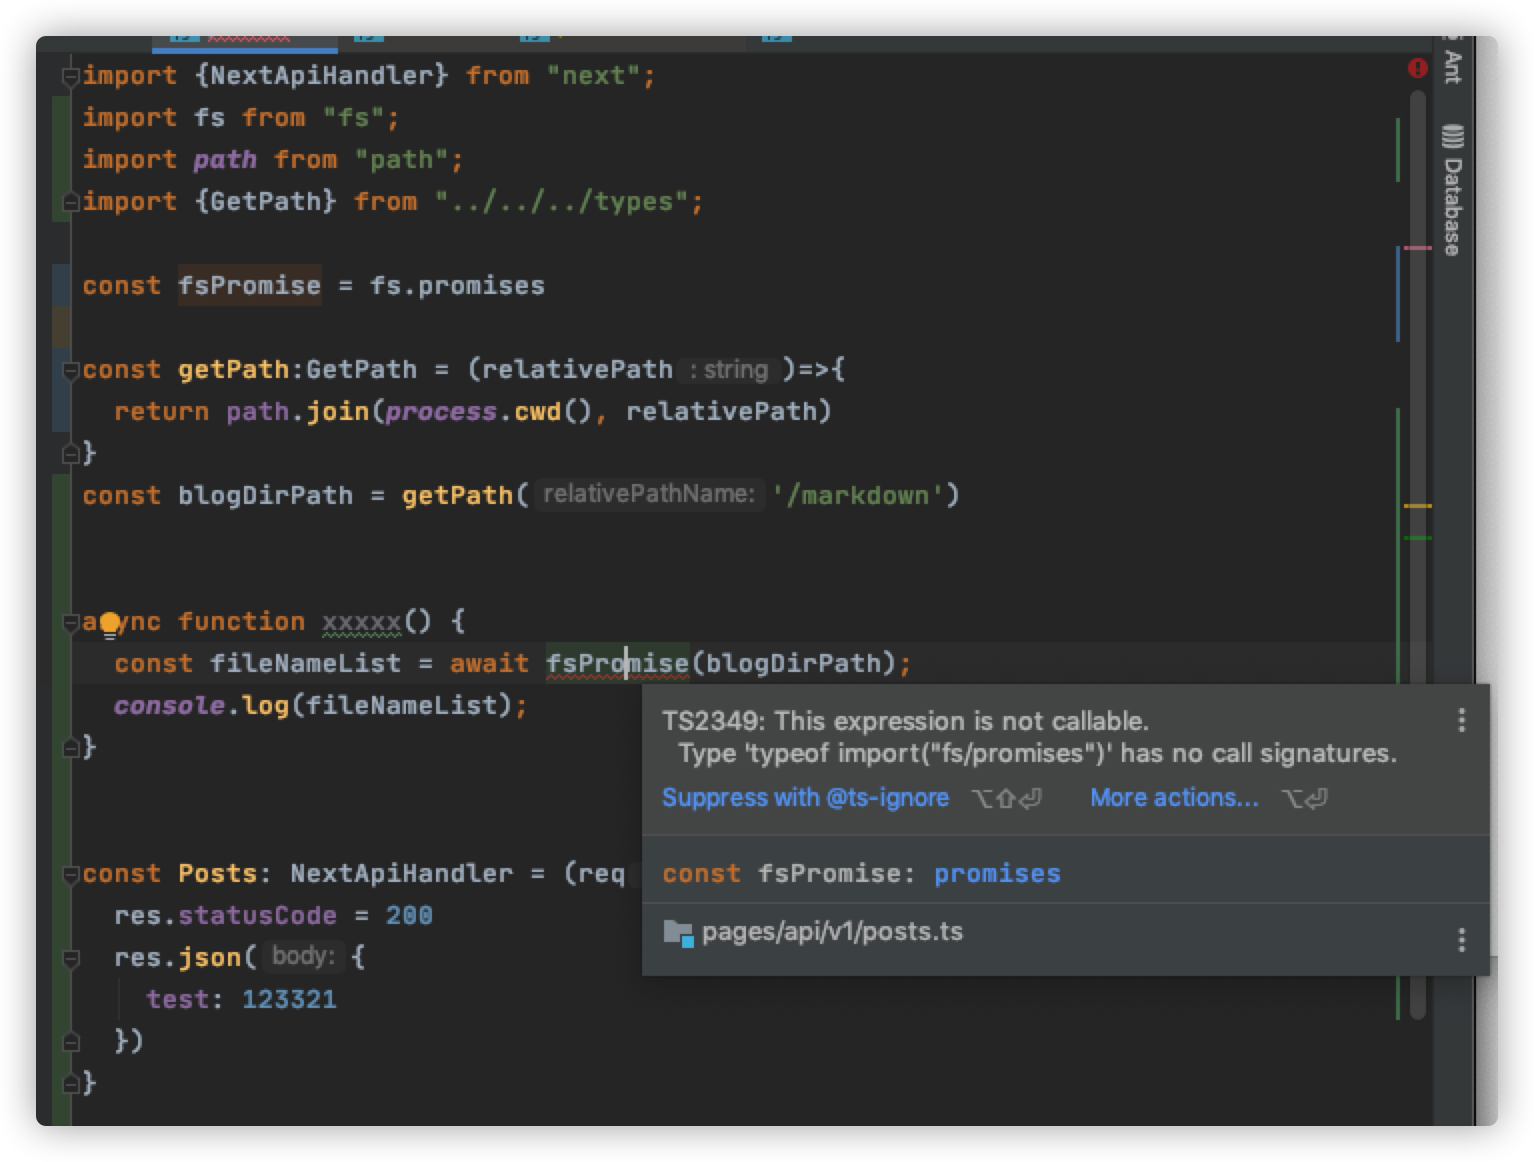 import {NextApiHandler} from "next";
import fs from "fs";
import path from "path";
import {GetPath} from "../../../types";
const fsPromise = fs.promises
const getPath:GetPath = (relativePath : string )=>{
return path.join(process.cwd(), relativePath)
}
const blogDirPath = getPath( relativePathName: '/markdown')
function xxxxx() {
const fileNameList = await fsPromise(blogDirPath);
console.log(fileNameList);
}
TS2349: This expression is not callable.
Type 'typeof import("fs/promises")' has no call signatures.
Suppress with @ts-ignore ⌥⇧⏎ More actions... ⌥⏎
const Posts: NextApiHandler = (req
const fsPromise: promises
res.statusCode = 200
pages/api/v1/posts.ts
res.json( body: {
test: 123321
})
}
Ant
Database